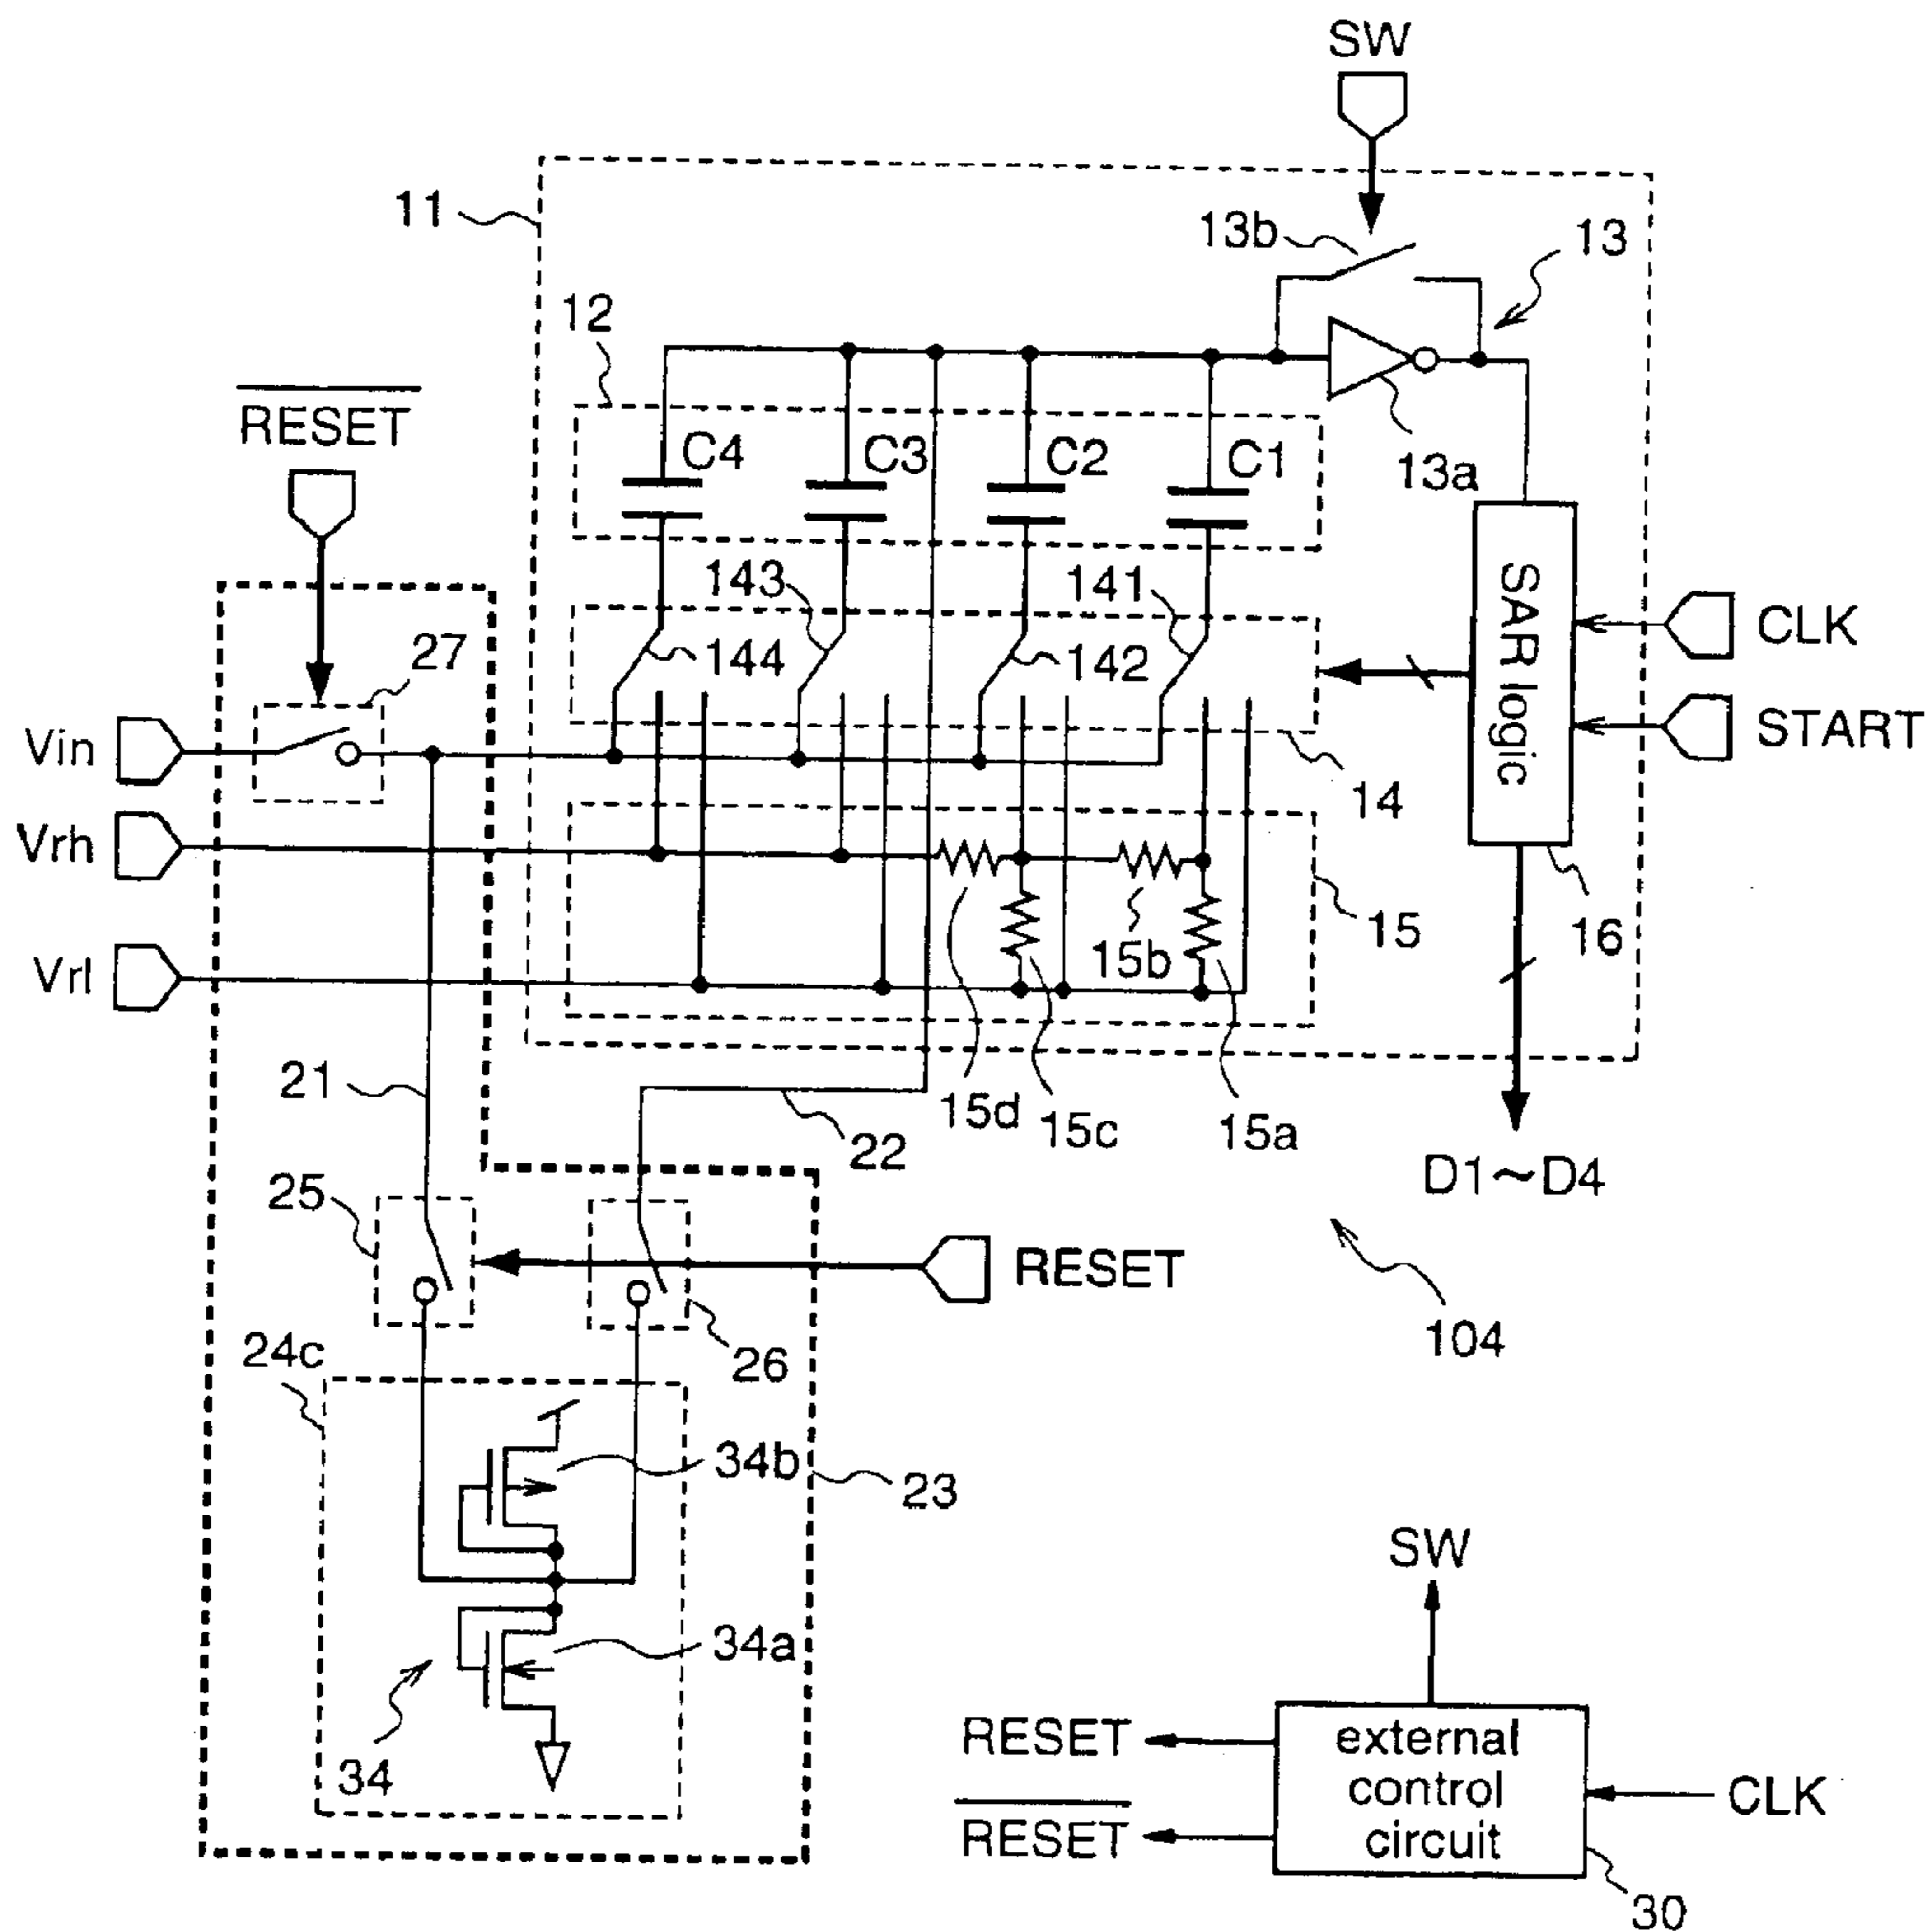 SW
11
13b
13
12
RESET
C4
C3
C2
C1
13a
143
141
SAR logic
CLK
27
144
142
Vin
START
14
Vrh
15
16
15b
Vrl
21
15d
15c
15a
22
D1~D4
25
RESET
26
104
24c
34b
23
SW
34a
RESET
external
control
circuit
CLK
34
RESET
30